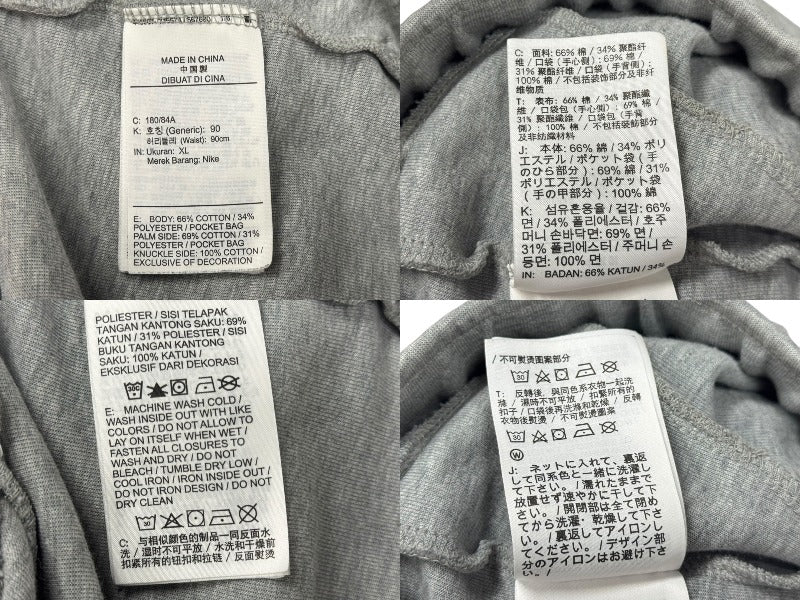 MADE IN CHINA
中国製
DIBUAT DI CINA
C: 180/84A
K: 호칭 (Generic): 90
허리둘레 (Waist): 90cm
IN: Ukuran: XL
Merek Barang: Nike
E: BODY: 66% COTTON / 34%
POLYESTER / POCKET BAG
PALM SIDE: 69% COTTON / 31%
POLYESTER / POCKET BAG
KNUCKLE SIDE: 100% COTTON /
EXCLUSIVE OF DECORATION
C: 面料: 66% 棉 / 34% 聚酯纤
维 / 口袋 (手心侧) : 69% 棉 /
31% 聚酯纤维 / 口袋 (手背侧) :
100% 棉 / 不包括装饰部分及非纤
维物质
T: 表布: 66% 棉 / 34% 聚酯纖
維 / 口袋包 (手心側) : 69% 棉 /
31% 聚酯纖維 / 口袋包 (手背
側) : 100% 棉 / 不包括裝飾部分
及非紡織材料
J: 本体: 66% 綿 / 34% ポリ
エステル / ポケット袋 (手
のひら部分) : 69% 綿 / 31%
ポリエステル / ポケット袋
(手の甲部分) : 100% 綿
K: 섬유혼용율 / 겉감: 66%
면 / 34% 폴리에스터 / 호주
머니 손바닥면: 69% 면 /
31% 폴리에스터 / 주머니 손
등면: 100% 면
IN: BADAN: 66% KATUN / 34%
POLIESTER / SISI TELAPAK
TANGAN KANTONG SAKU: 69%
KATUN / 31% POLIESTER / SISI
BUKU TANGAN KANTONG
SAKU: 100% KATUN /
EKSKLUSIF DARI DEKORASI
E: MACHINE WASH COLD /
WASH INSIDE OUT WITH LIKE
COLORS / DO NOT ALLOW TO
LAY ON ITSELF WHEN WET /
FASTEN ALL CLOSURES TO
WASH AND DRY / DO NOT
BLEACH / TUMBLE DRY LOW /
COOL IRON / IRON INSIDE OUT /
DO NOT IRON DESIGN / DO NOT
DRY CLEAN
30
C: 与相似颜色的制品一同反面水
洗 / 湿时不可平放 / 水洗和干燥前
扣紧所有的钮扣和拉链 / 反面熨烫
/ 不可熨烫图案部分
30
T: 反轉後, 與同色系衣物一起洗
滌 / 濕時不可平放 / 扣緊所有的
扣子 / 口袋後再洗滌和乾燥 / 反轉
衣物後熨燙 / 不可熨燙圖案
30
W
J: ネットに入れて、裏返
して同系色と一緒に洗濯し
て下さい。 / 濡れたままで
放置せず速やかに干して下
さい。 / 開閉部は全て閉め
てから洗濯・乾燥して下さ
い。 / 裏返してアイロンし
てください。 / デザイン部
分のアイロンはお避け下さ
い。 /